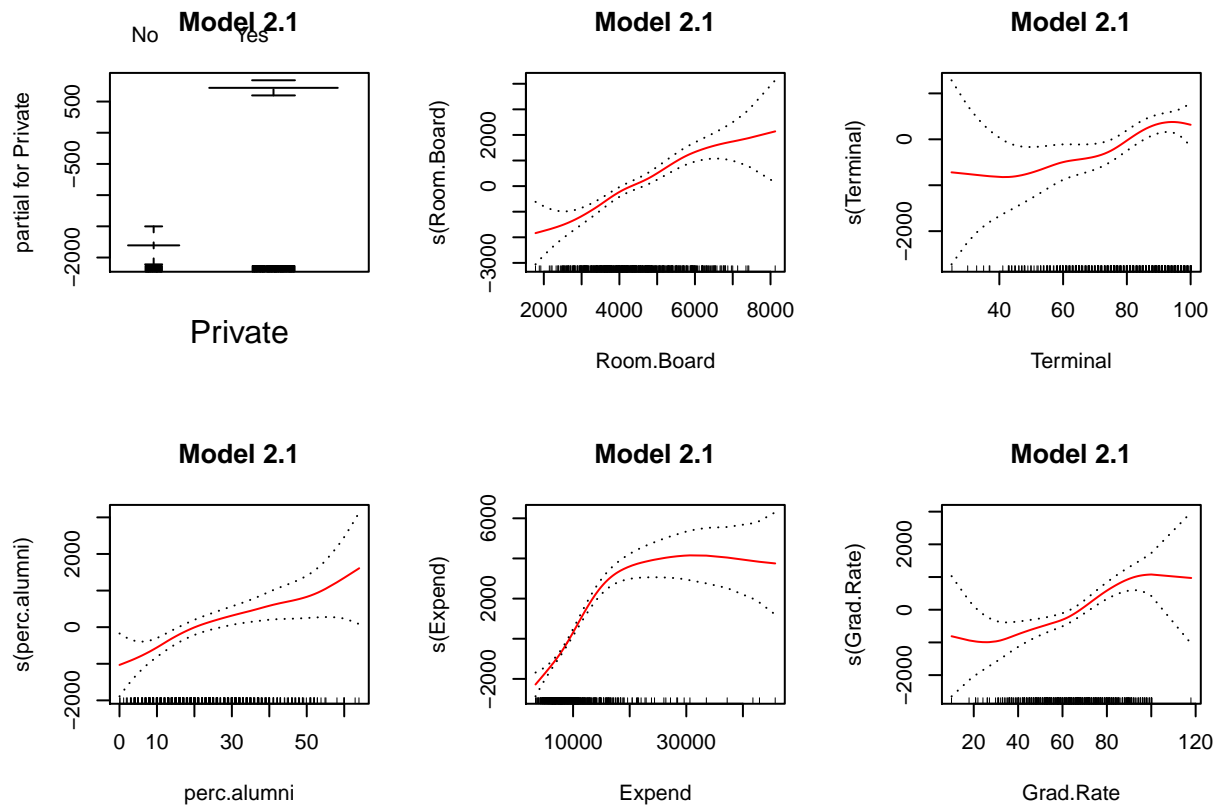 Model 2.1
No Yes
partial for Private
500
−500
−2000
Private
Model 2.1
s(Room.Board)
2000
0
−3000
2000 4000 6000 8000
Room.Board
Model 2.1
s(Terminal)
0
−2000
40 60 80 100
Terminal
Model 2.1
s(perc.alumni)
2000
0
−2000
0 10 30 50
perc.alumni
Model 2.1
s(Expend)
6000
2000
−2000
10000 30000
Expend
Model 2.1
s(Grad.Rate)
2000
0
−2000
20 40 60 80 120
Grad.Rate